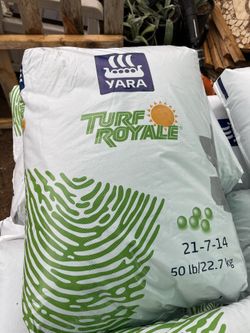 YARA
TURF
ROYALE
21-7-14
50 lb/22.7 kg